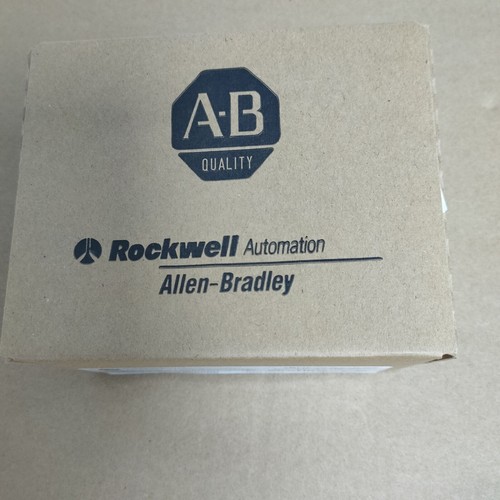 A-B
QUALITY
Rockwell Automation
Allen-Bradley